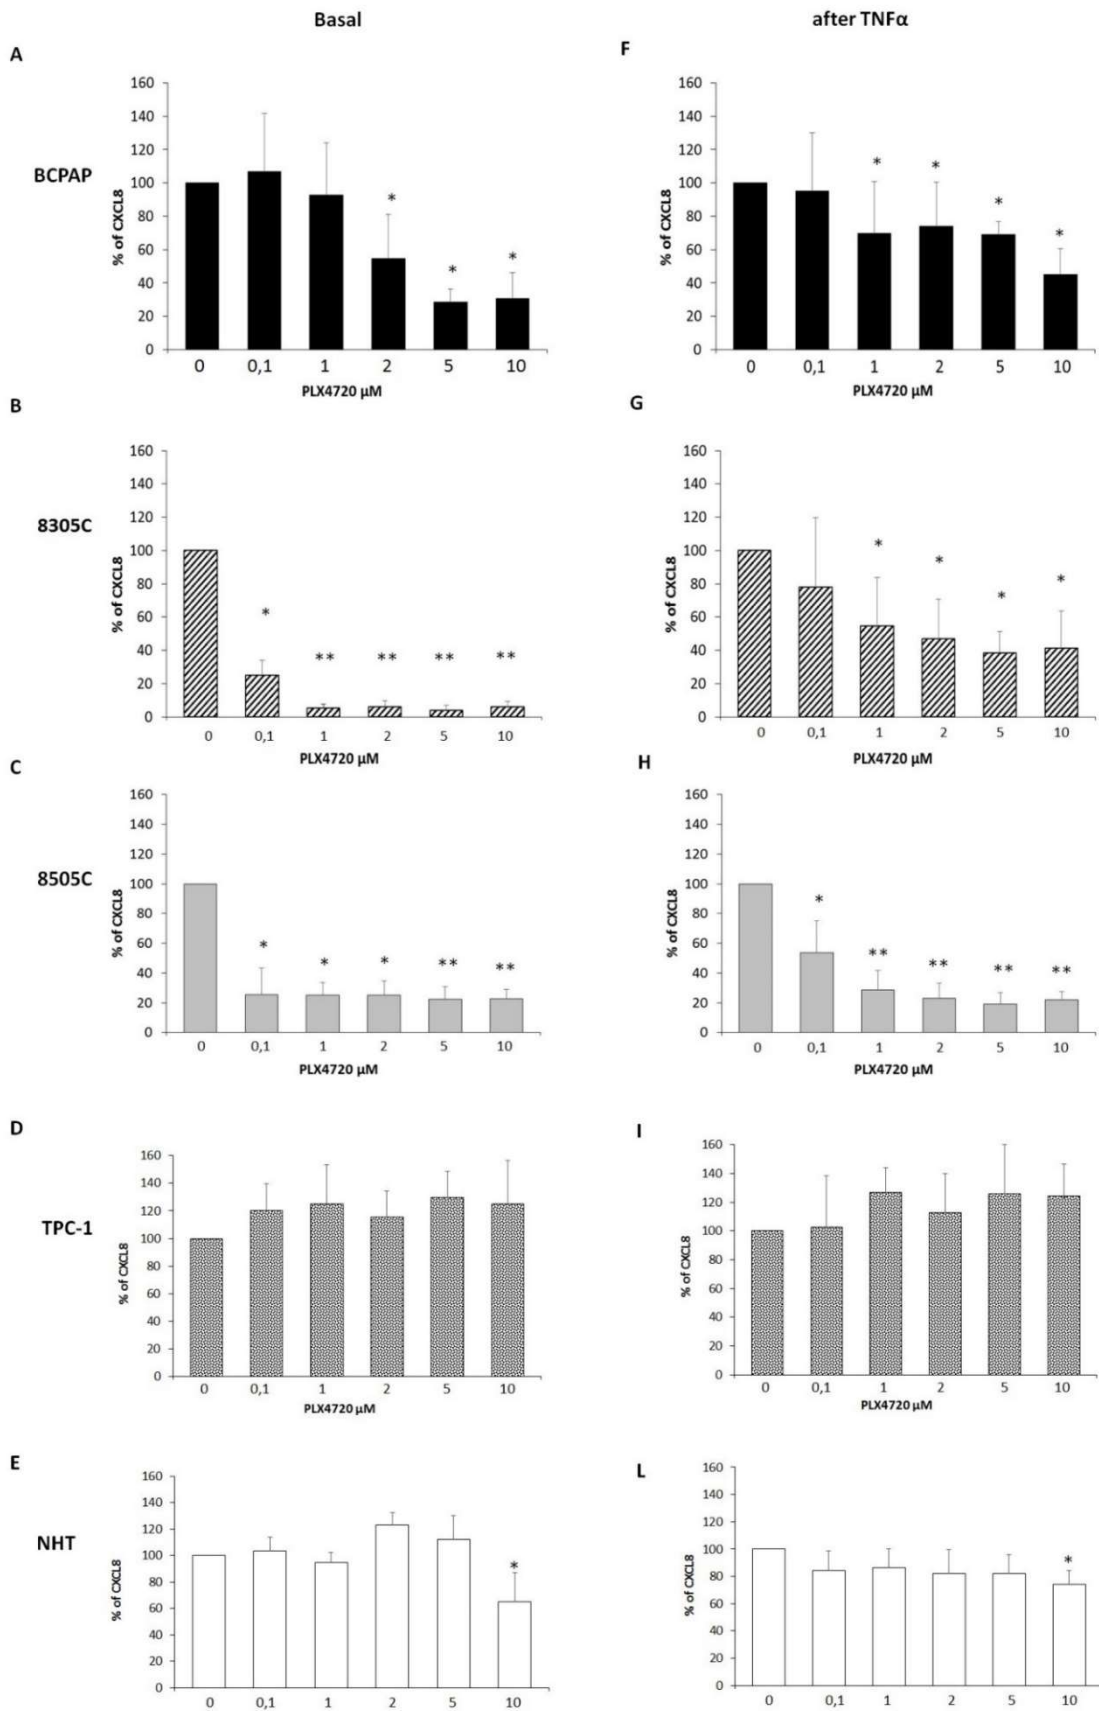 Basal
after TNFα
A
BCPAP
% of CXCL8
160
140
120
100
80
60
40
20
0
* * *
0 0,1 1 2 5 10
PLX4720 µM
F
% of CXCL8
160
140
120
100
80
60
40
20
0
* * * *
0 0,1 1 2 5 10
PLX4720 µM
B
8305C
% of CXCL8
160
140
120
100
80
60
40
20
0
* ** ** ** **
0 0,1 1 2 5 10
PLX4720 µM
G
% of CXCL8
160
140
120
100
80
60
40
20
0
* * * *
0 0,1 1 2 5 10
PLX4720 µM
C
8505C
% of CXCL8
160
140
120
100
80
60
40
20
0
* * * ** **
0 0,1 1 2 5 10
PLX4720 µM
H
% of CXCL8
160
140
120
100
80
60
40
20
0
* ** ** ** **
0 0,1 1 2 5 10
PLX4720 µM
D
TPC-1
% of CXCL8
160
140
120
100
80
60
40
20
0
0 0,1 1 2 5 10
PLX4720 µM
I
% of CXCL8
160
140
120
100
80
60
40
20
0
0 0,1 1 2 5 10
PLX4720 µM
E
NHT
% of CXCL8
160
140
120
100
80
60
40
20
0
*
0 0,1 1 2 5 10
L
% of CXCL8
160
140
120
100
80
60
40
20
0
*
0 0,1 1 2 5 10